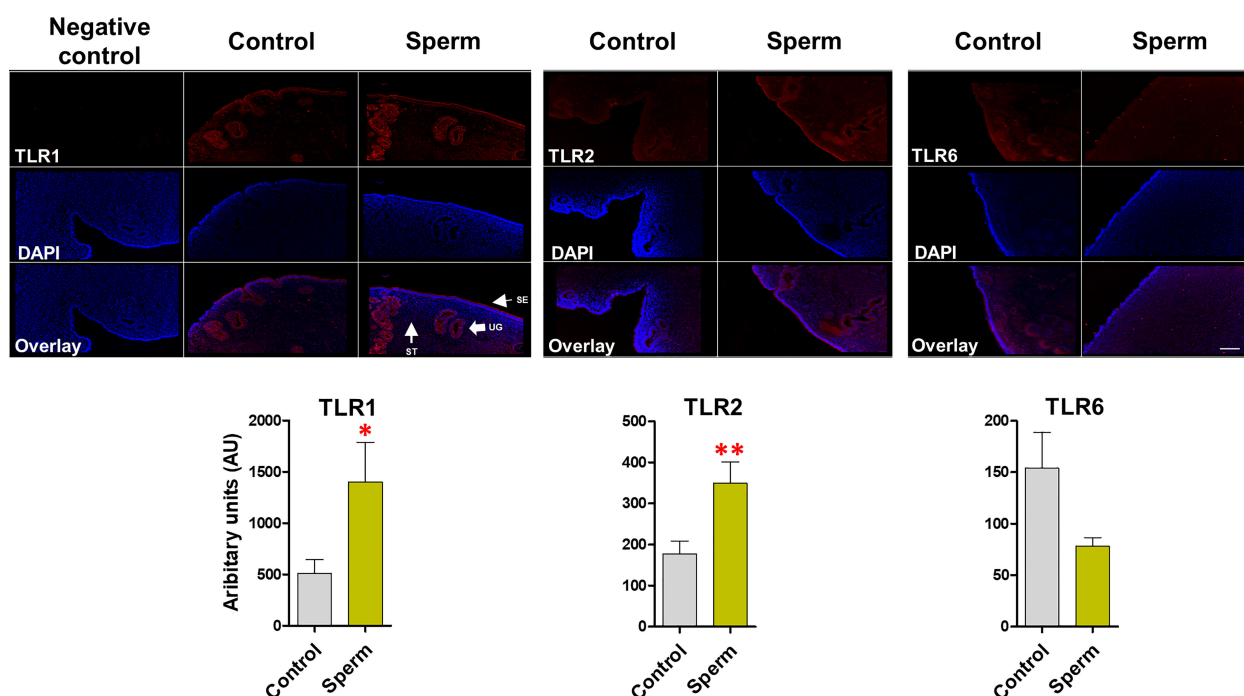 Negative
control
Control
Sperm
Control
Sperm
Control
Sperm
TLR1
TLR2
TLR6
DAPI
DAPI
DAPI
SE
UG
ST
Overlay
Overlay
Overlay
TLR1
TLR2
TLR6
Aribitary units (AU)
2000
1500
1000
500
0
*
Control
Sperm
500
400
300
200
100
0
**
Control
Sperm
200
150
100
50
0
Control
Sperm